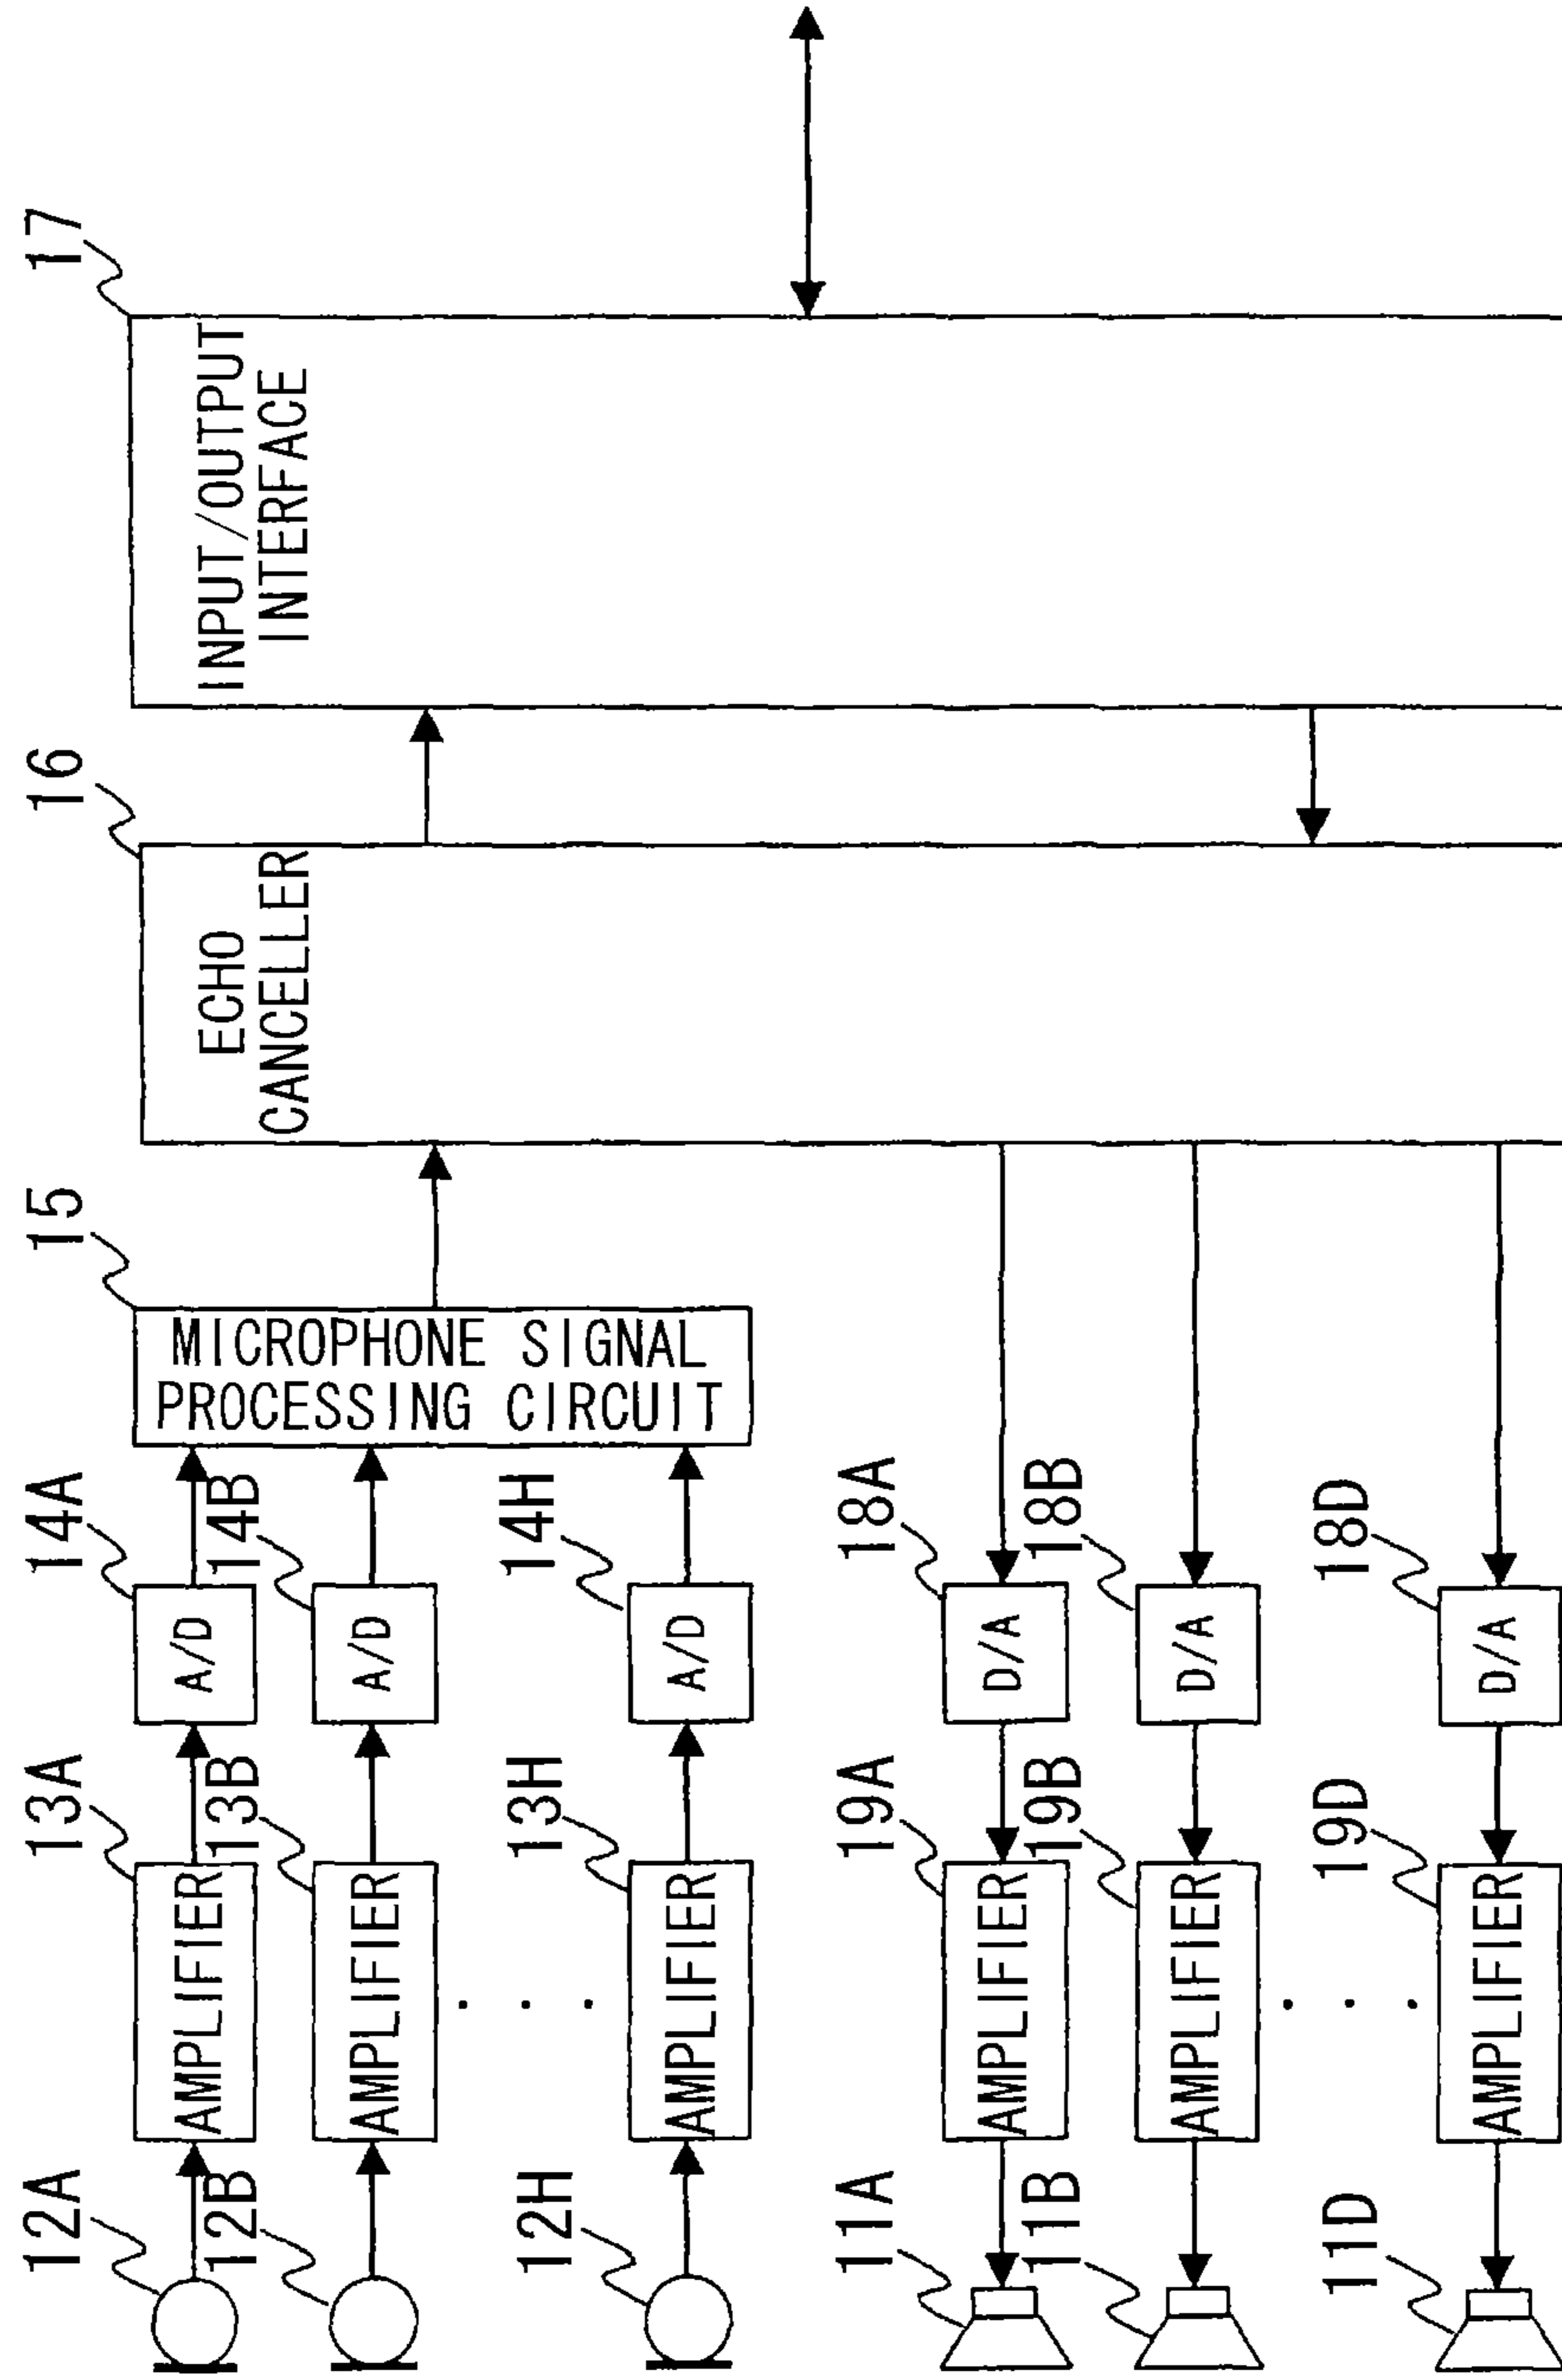 12A
13A
14A
15
16
17
AMPLIFIER
A/D
MICROPHONE SIGNAL
PROCESSING CIRCUIT
ECHO
CANCELLER
INPUT/OUTPUT
INTERFACE
12B
13B
14B
AMPLIFIER
A/D
12H
13H
14H
AMPLIFIER
A/D
11A
19A
18A
AMPLIFIER
D/A
11B
19B
18B
AMPLIFIER
D/A
11D
19D
18D
AMPLIFIER
D/A